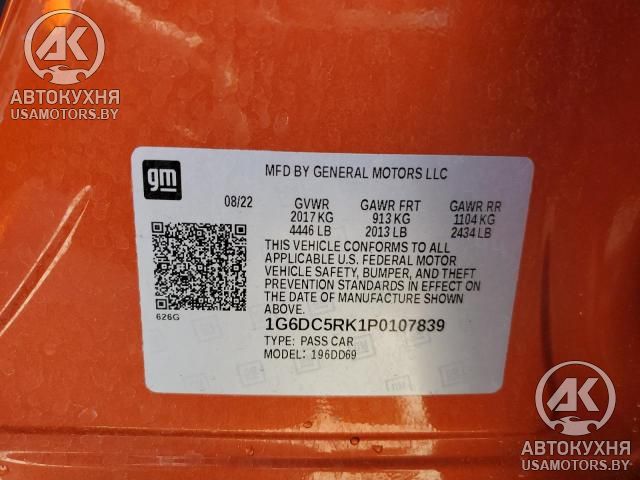 AK
АВТОКУХНЯ
USAMOTORS.BY
gm
MFD BY GENERAL MOTORS LLC
08/22 GVWR GAWR FRT GAWR RR
2017 KG 913 KG 1104 KG
4446 LB 2013 LB 2434 LB
THIS VEHICLE CONFORMS TO ALL
APPLICABLE U.S. FEDERAL MOTOR
VEHICLE SAFETY, BUMPER, AND THEFT
PREVENTION STANDARDS IN EFFECT ON
THE DATE OF MANUFACTURE SHOWN
ABOVE.
626G
1G6DC5RK1P0107839
TYPE: PASS CAR
MODEL: 196DD69
AK
АВТОКУХНЯ
USAMOTORS.BY